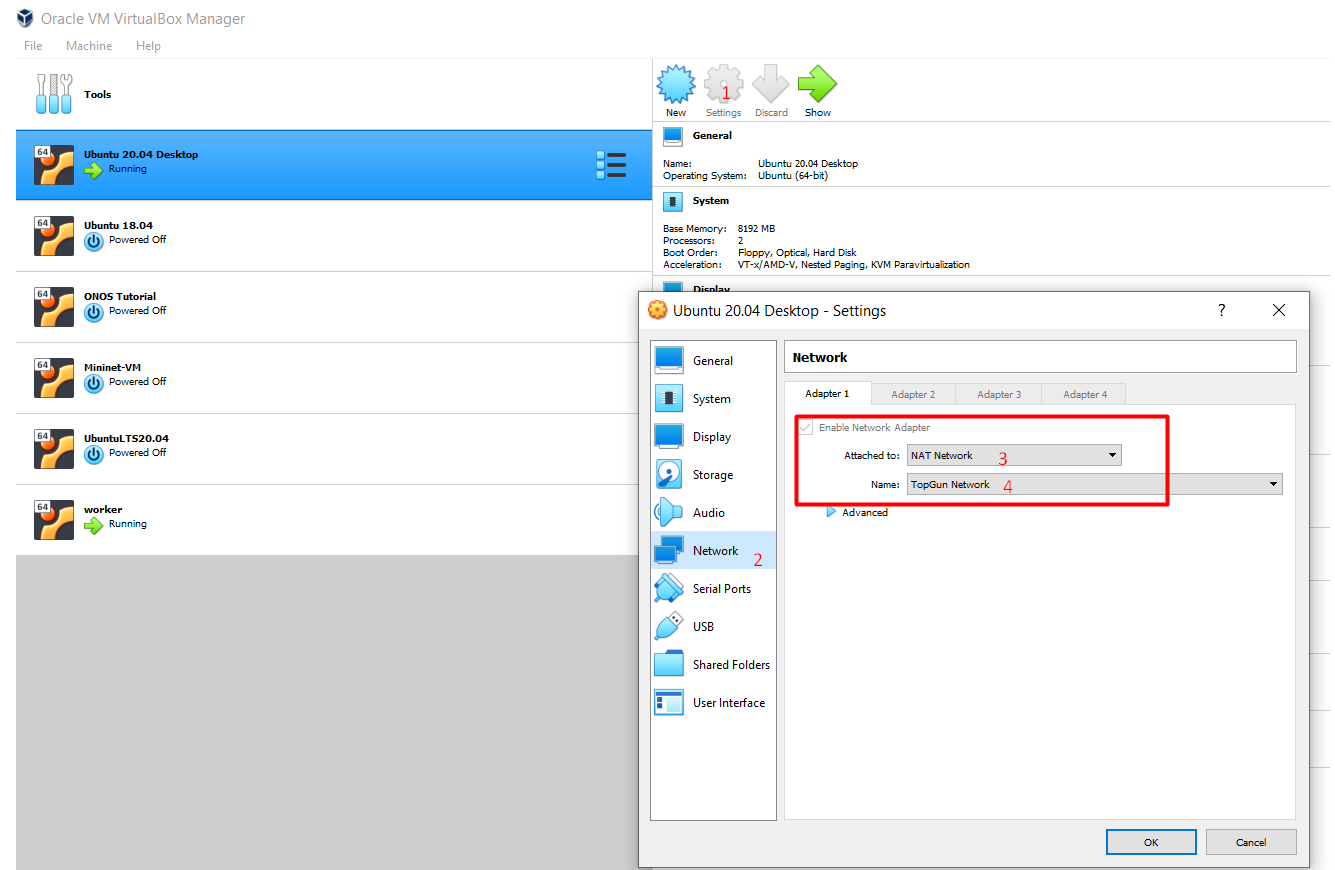 Oracle VM VirtualBox Manager
File Machine Help
Tools
64
Ubuntu 20.04 Desktop
Running
64
Ubuntu 18.04
Powered Off
64
ONOS Tutorial
Powered Off
64
Mininet-VM
Powered Off
64
UbuntuLTS20.04
Powered Off
64
worker
Running
1
New Settings Discard Show
General
Name: Ubuntu 20.04 Desktop
Operating System: Ubuntu (64-bit)
System
Base Memory: 8192 MB
Processors: 2
Boot Order: Floppy, Optical, Hard Disk
Acceleration: VT-x/AMD-V, Nested Paging, KVM Paravirtualization
Display
Ubuntu 20.04 Desktop - Settings ?
General
System
Display
Storage
Audio
Network 2
Serial Ports
USB
Shared Folders
User Interface
Network
Adapter 1 Adapter 2 Adapter 3 Adapter 4
Enable Network Adapter
Attached to: NAT Network 3
Name: TopGun Network 4
Advanced
OK Cancel